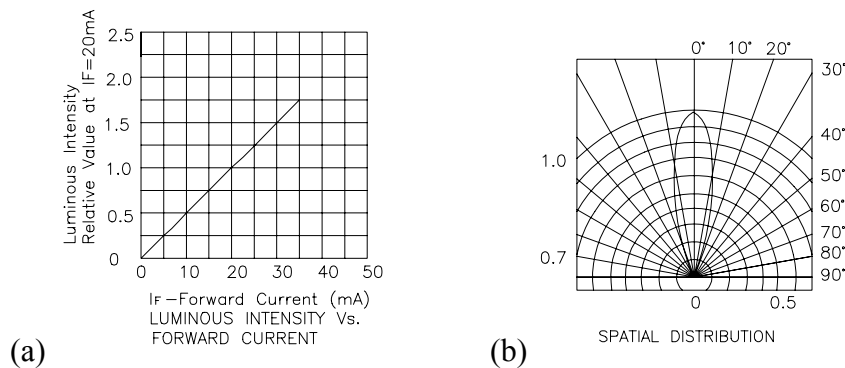 Luminous Intensity
Relative Value at IF=20mA
2.5
2.0
1.5
1.0
0.5
0
0 10 20 30 40 50
IF-Forward Current (mA)
LUMINOUS INTENSITY Vs.
FORWARD CURRENT
(a)
0° 10° 20°
30°
40°
50°
60°
70°
80°
90°
1.0
0.7
0 0.5
SPATIAL DISTRIBUTION
(b)